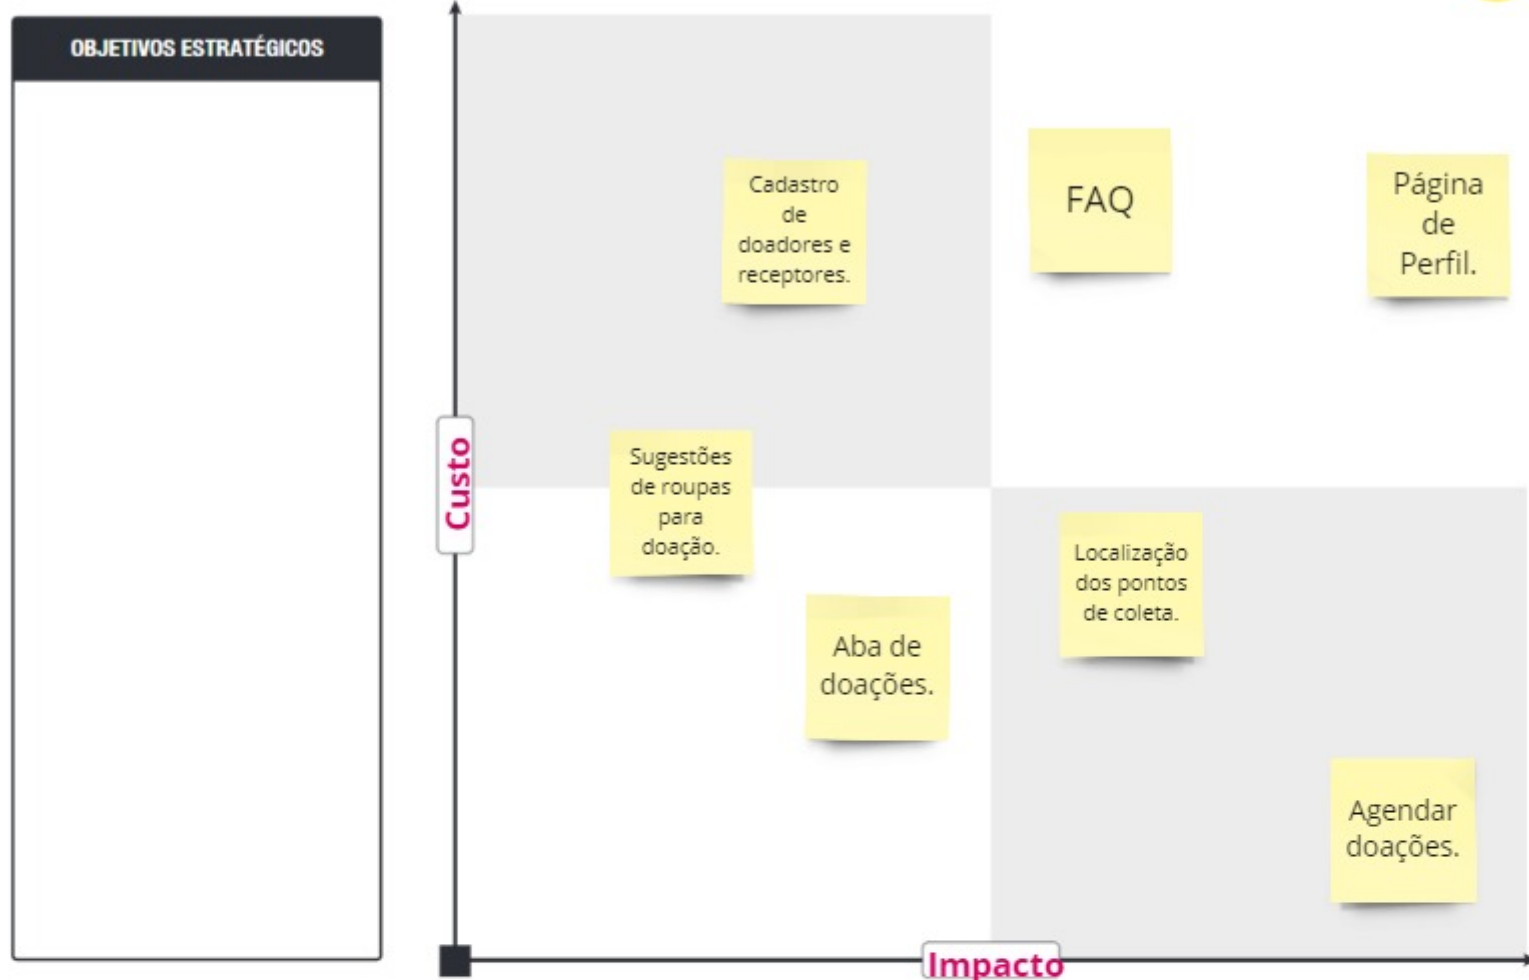 OBJETIVOS ESTRATÉGICOS
Cadastro
de
doadores e
receptores.
FAQ
Página
de
Perfil.
Custo
Sugestões
de roupas
para
doação.
Localização
dos pontos
de coleta.
Aba de
doações.
Agendar
doações.
Impacto